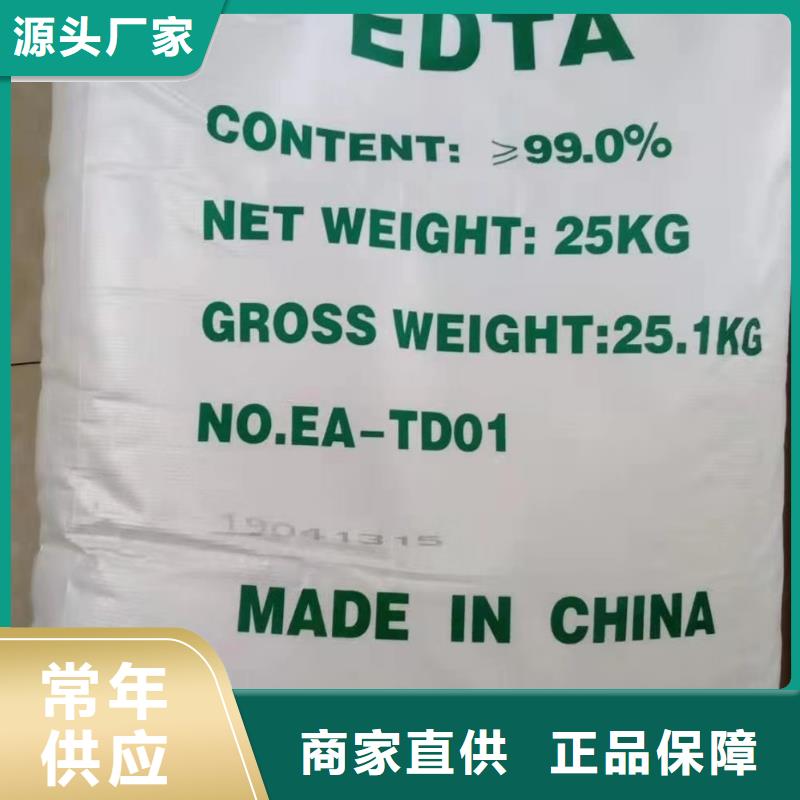 源头厂家
EDTA
CONTENT: ≥99.0%
NET WEIGHT: 25KG
GROSS WEIGHT:25.1KG
NO.EA-TD01
19041315
MADE IN CHINA
常年
供应
商家直供 正品保障